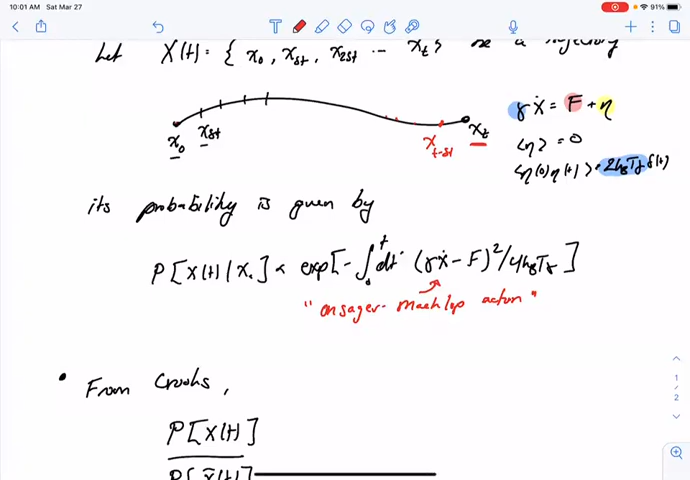 10:01 AM Sat Mar 27
91%
Let X(t) = { x₀, x_δt, x_2δt ... x_t } be a trajectory
x₀
x_δt
x_t-δt
x_t
γẋ = F + η
⟨η⟩ = 0
⟨η(0)η(t)⟩ = 2k_BTγ δ(t)
its probability is given by
P[X(t)|x₀] ∝ exp[-∫₀ᵗ dt' (γẋ - F)²/4k_BTγ]
"onsager-machlup action"
• From Crooks,
P[X(t)]
P[X̃(t)]
1
2